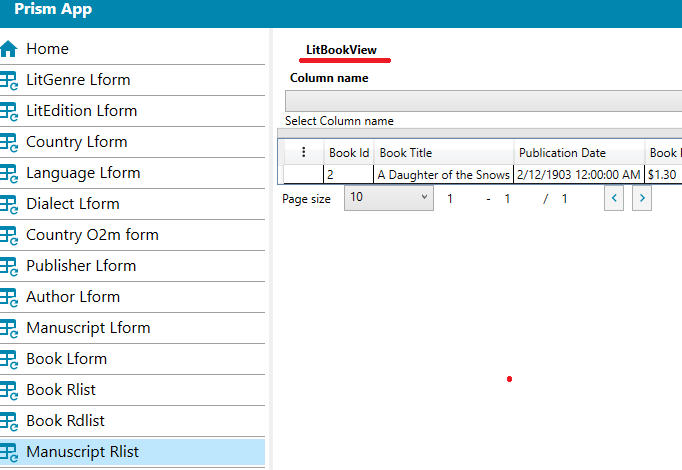 Prism App
Home
LitGenre Lform
LitEdition Lform
Country Lform
Language Lform
Dialect Lform
Country O2m form
Publisher Lform
Author Lform
Manuscript Lform
Book Lform
Book Rlist
Book Rdlist
Manuscript Rlist
LitBookView
Column name
Select Column name
Book Id Book Title Publication Date Book
2 A Daughter of the Snows 2/12/1903 12:00:00 AM $1.30
Page size 10 1 - 1 / 1